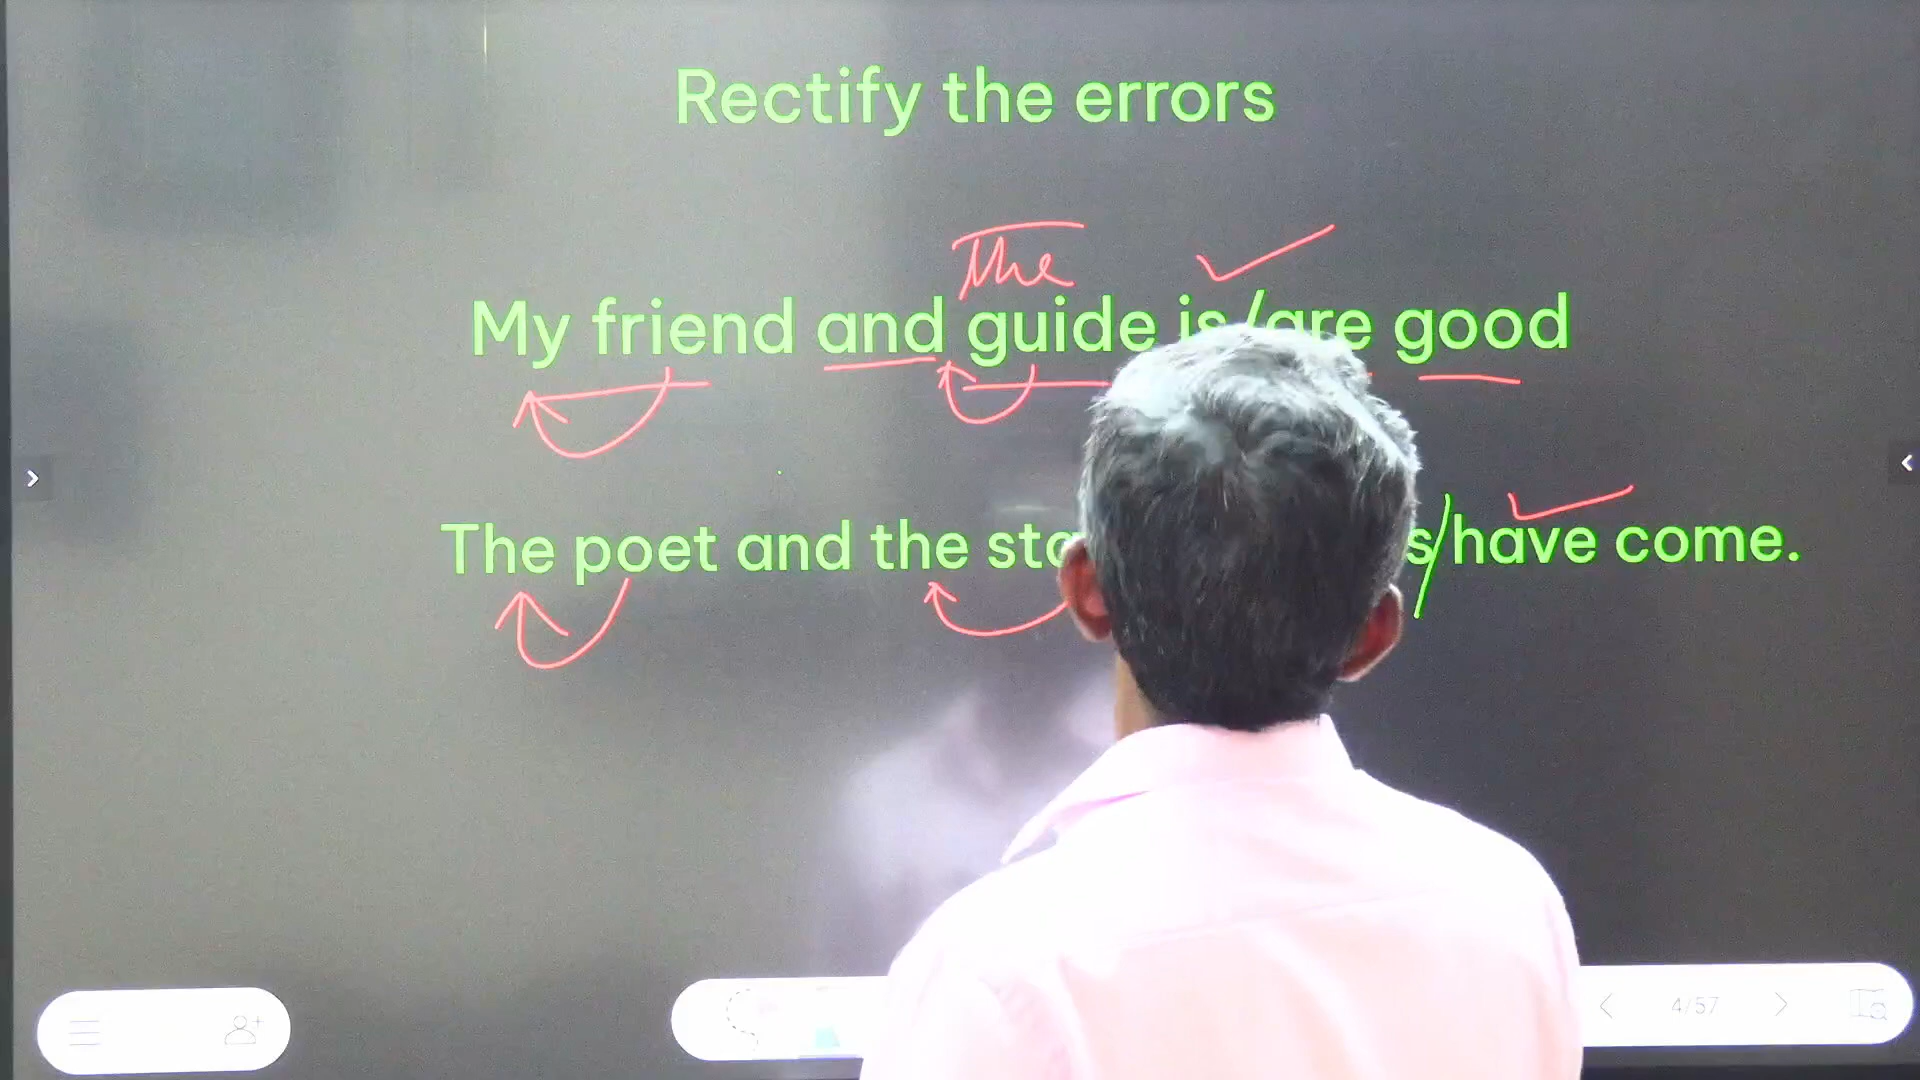 Rectify the errors
The
My friend and guide is/are good
The poet and the /have come.
4/57